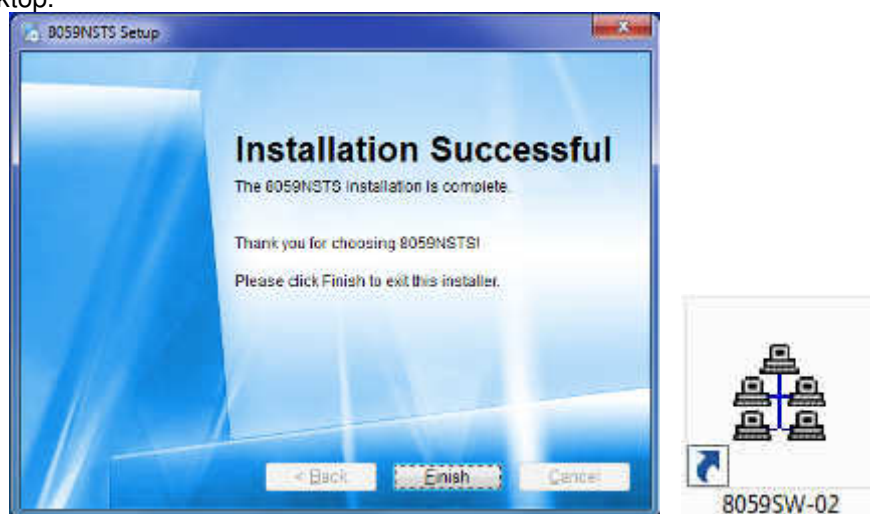 ktop.
8059NSTS Setup
Installation Successful
The 8059NSTS Installation is complete.
Thank you for choosing 8059NSTS!
Please click Finish to exit this installer.
< Back
Finish
Cancel
8059SW-02